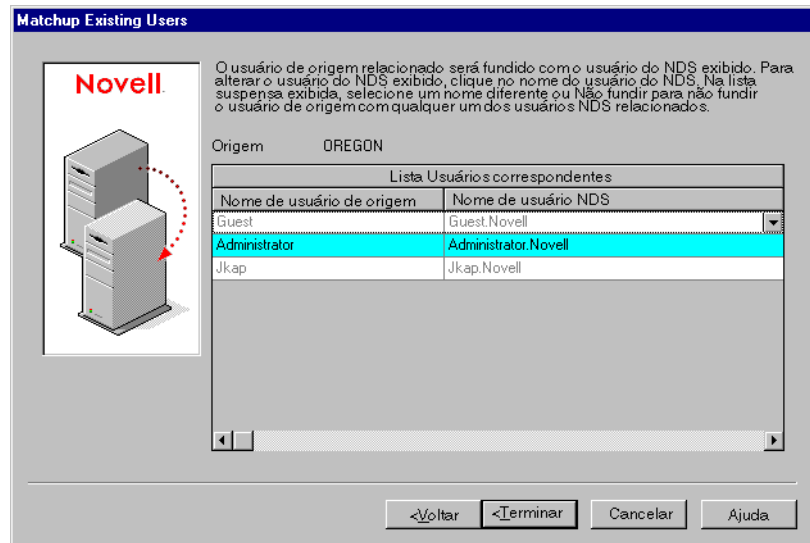 Matchup Existing Users
Novell.
O usuário de origem relacionado será fundido com o usuário do NDS exibido. Para
alterar o usuário do NDS exibido, clique no nome do usuário do NDS. Na lista
suspensa exibida, selecione um nome diferente ou Não fundir para não fundir
o usuário de origem com qualquer um dos usuários NDS relacionados.
Origem OREGON
Lista Usuários correspondentes
Nome de usuário de origem Nome de usuário NDS
Guest Guest.Novell
Administrator Administrator.Novell
Jkap Jkap.Novell
<Voltar <Terminar Cancelar Ajuda